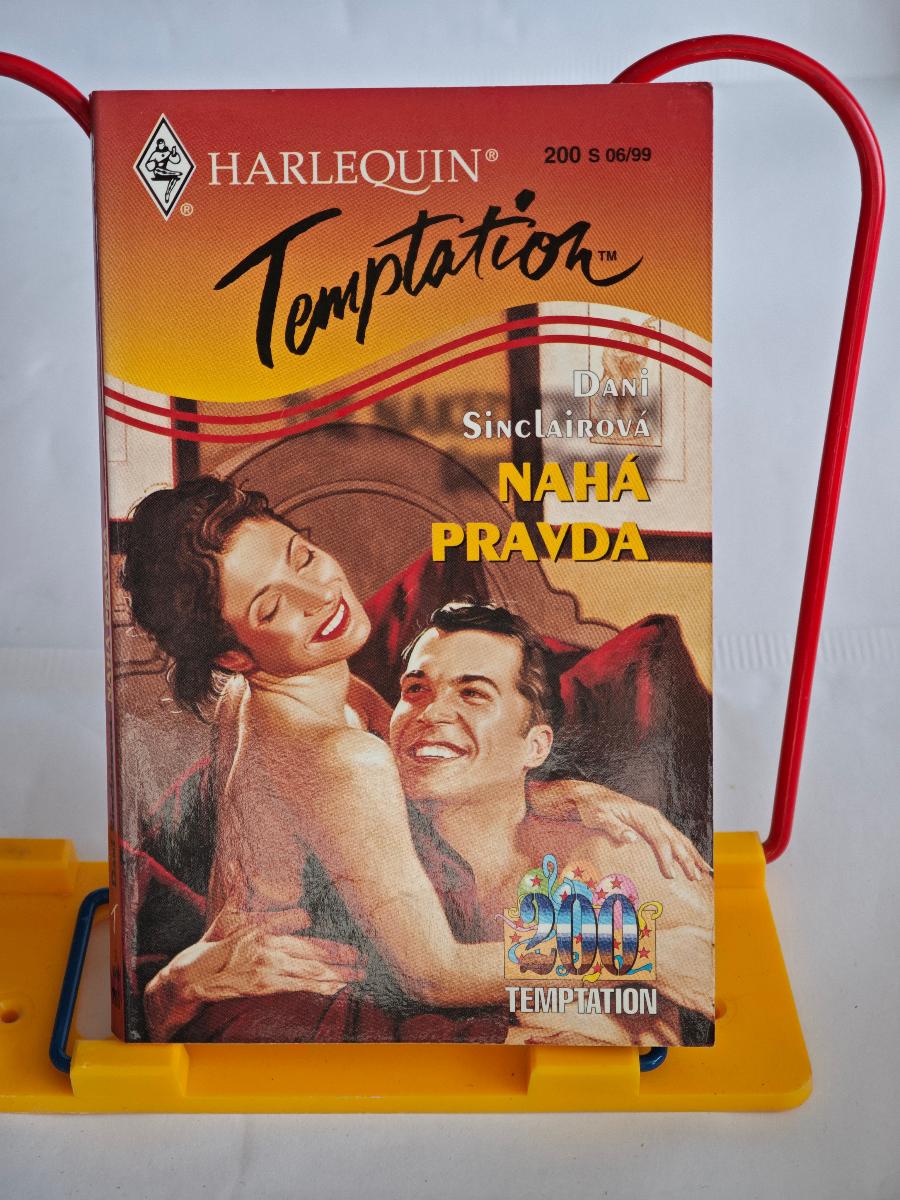 HARLEQUIN®
®
200 S 06/99
Temptation™
Dani
Sinclairová
NAHÁ
PRAVDA
200
TEMPTATION